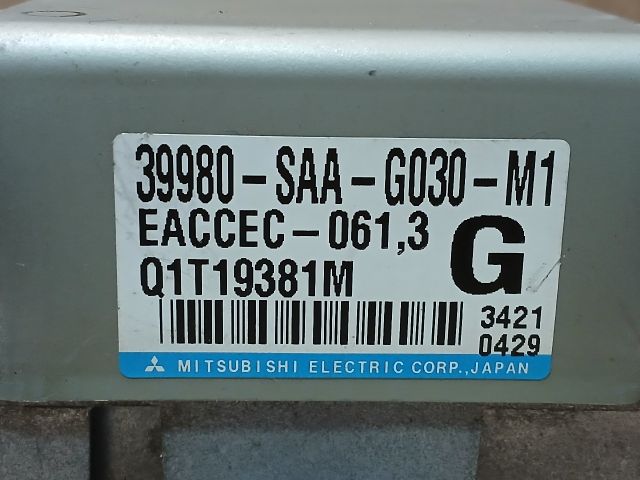 39980-SAA-G030-M1
EACCEC-061,3
G
Q1T19381M
3421
0429
MITSUBISHI ELECTRIC CORP., JAPAN